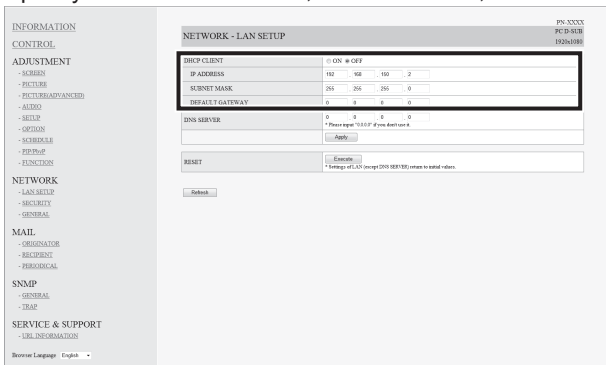 INFORMATION
CONTROL
ADJUSTMENT
- SCREEN
- PICTURE
- PICTURE(ADVANCED)
- AUDIO
- SETUP
- OPTION
- SCHEDULE
- PIP/PbyP
- FUNCTION
NETWORK
- LAN SETUP
- SECURITY
- GENERAL
MAIL
- ORIGINATOR
- RECIPIENT
- PERIODICAL
SNMP
- GENERAL
- TRAP
SERVICE & SUPPORT
- URL INFORMATION
Browser Language English
PN-XXXX
NETWORK - LAN SETUP PC D-SUB
1920x1080
DHCP CLIENT ON OFF
IP ADDRESS 192 . 168 . 150 . 2
SUBNET MASK 255 . 255 . 255 . 0
DEFAULT GATEWAY 0 . 0 . 0 . 0
DNS SERVER 0 . 0 . 0 . 0
* Please input "0.0.0.0" if you don't use it.
Apply
RESET Execute
* Settings of LAN (except DNS SERVER) return to initial values.
Refresh